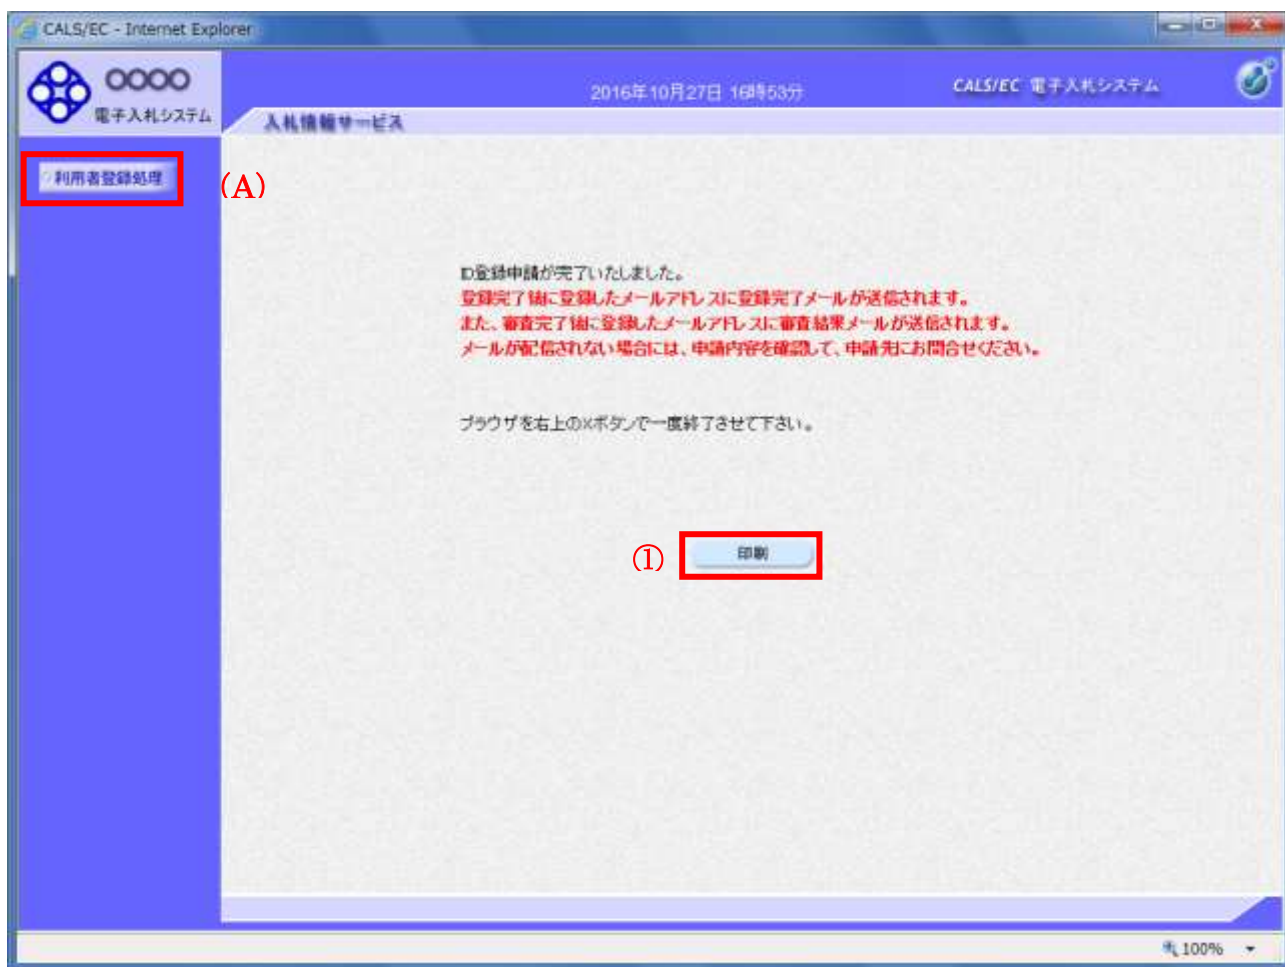 CALS/EC - Internet Explorer
〇〇〇〇
電子入札システム
2016年10月27日 16時53分
CALS/EC 電子入札システム
入札情報サービス
利用者登録処理
(A)
ID登録申請が完了いたしました。
登録完了後に登録したメールアドレスに登録完了メールが送信されます。
また、審査完了後に登録したメールアドレスに審査結果メールが送信されます。
メールが配信されない場合には、申請内容を確認して、申請先にお問合せください。
ブラウザを右上の×ボタンで一度終了させて下さい。
① 印刷
100%